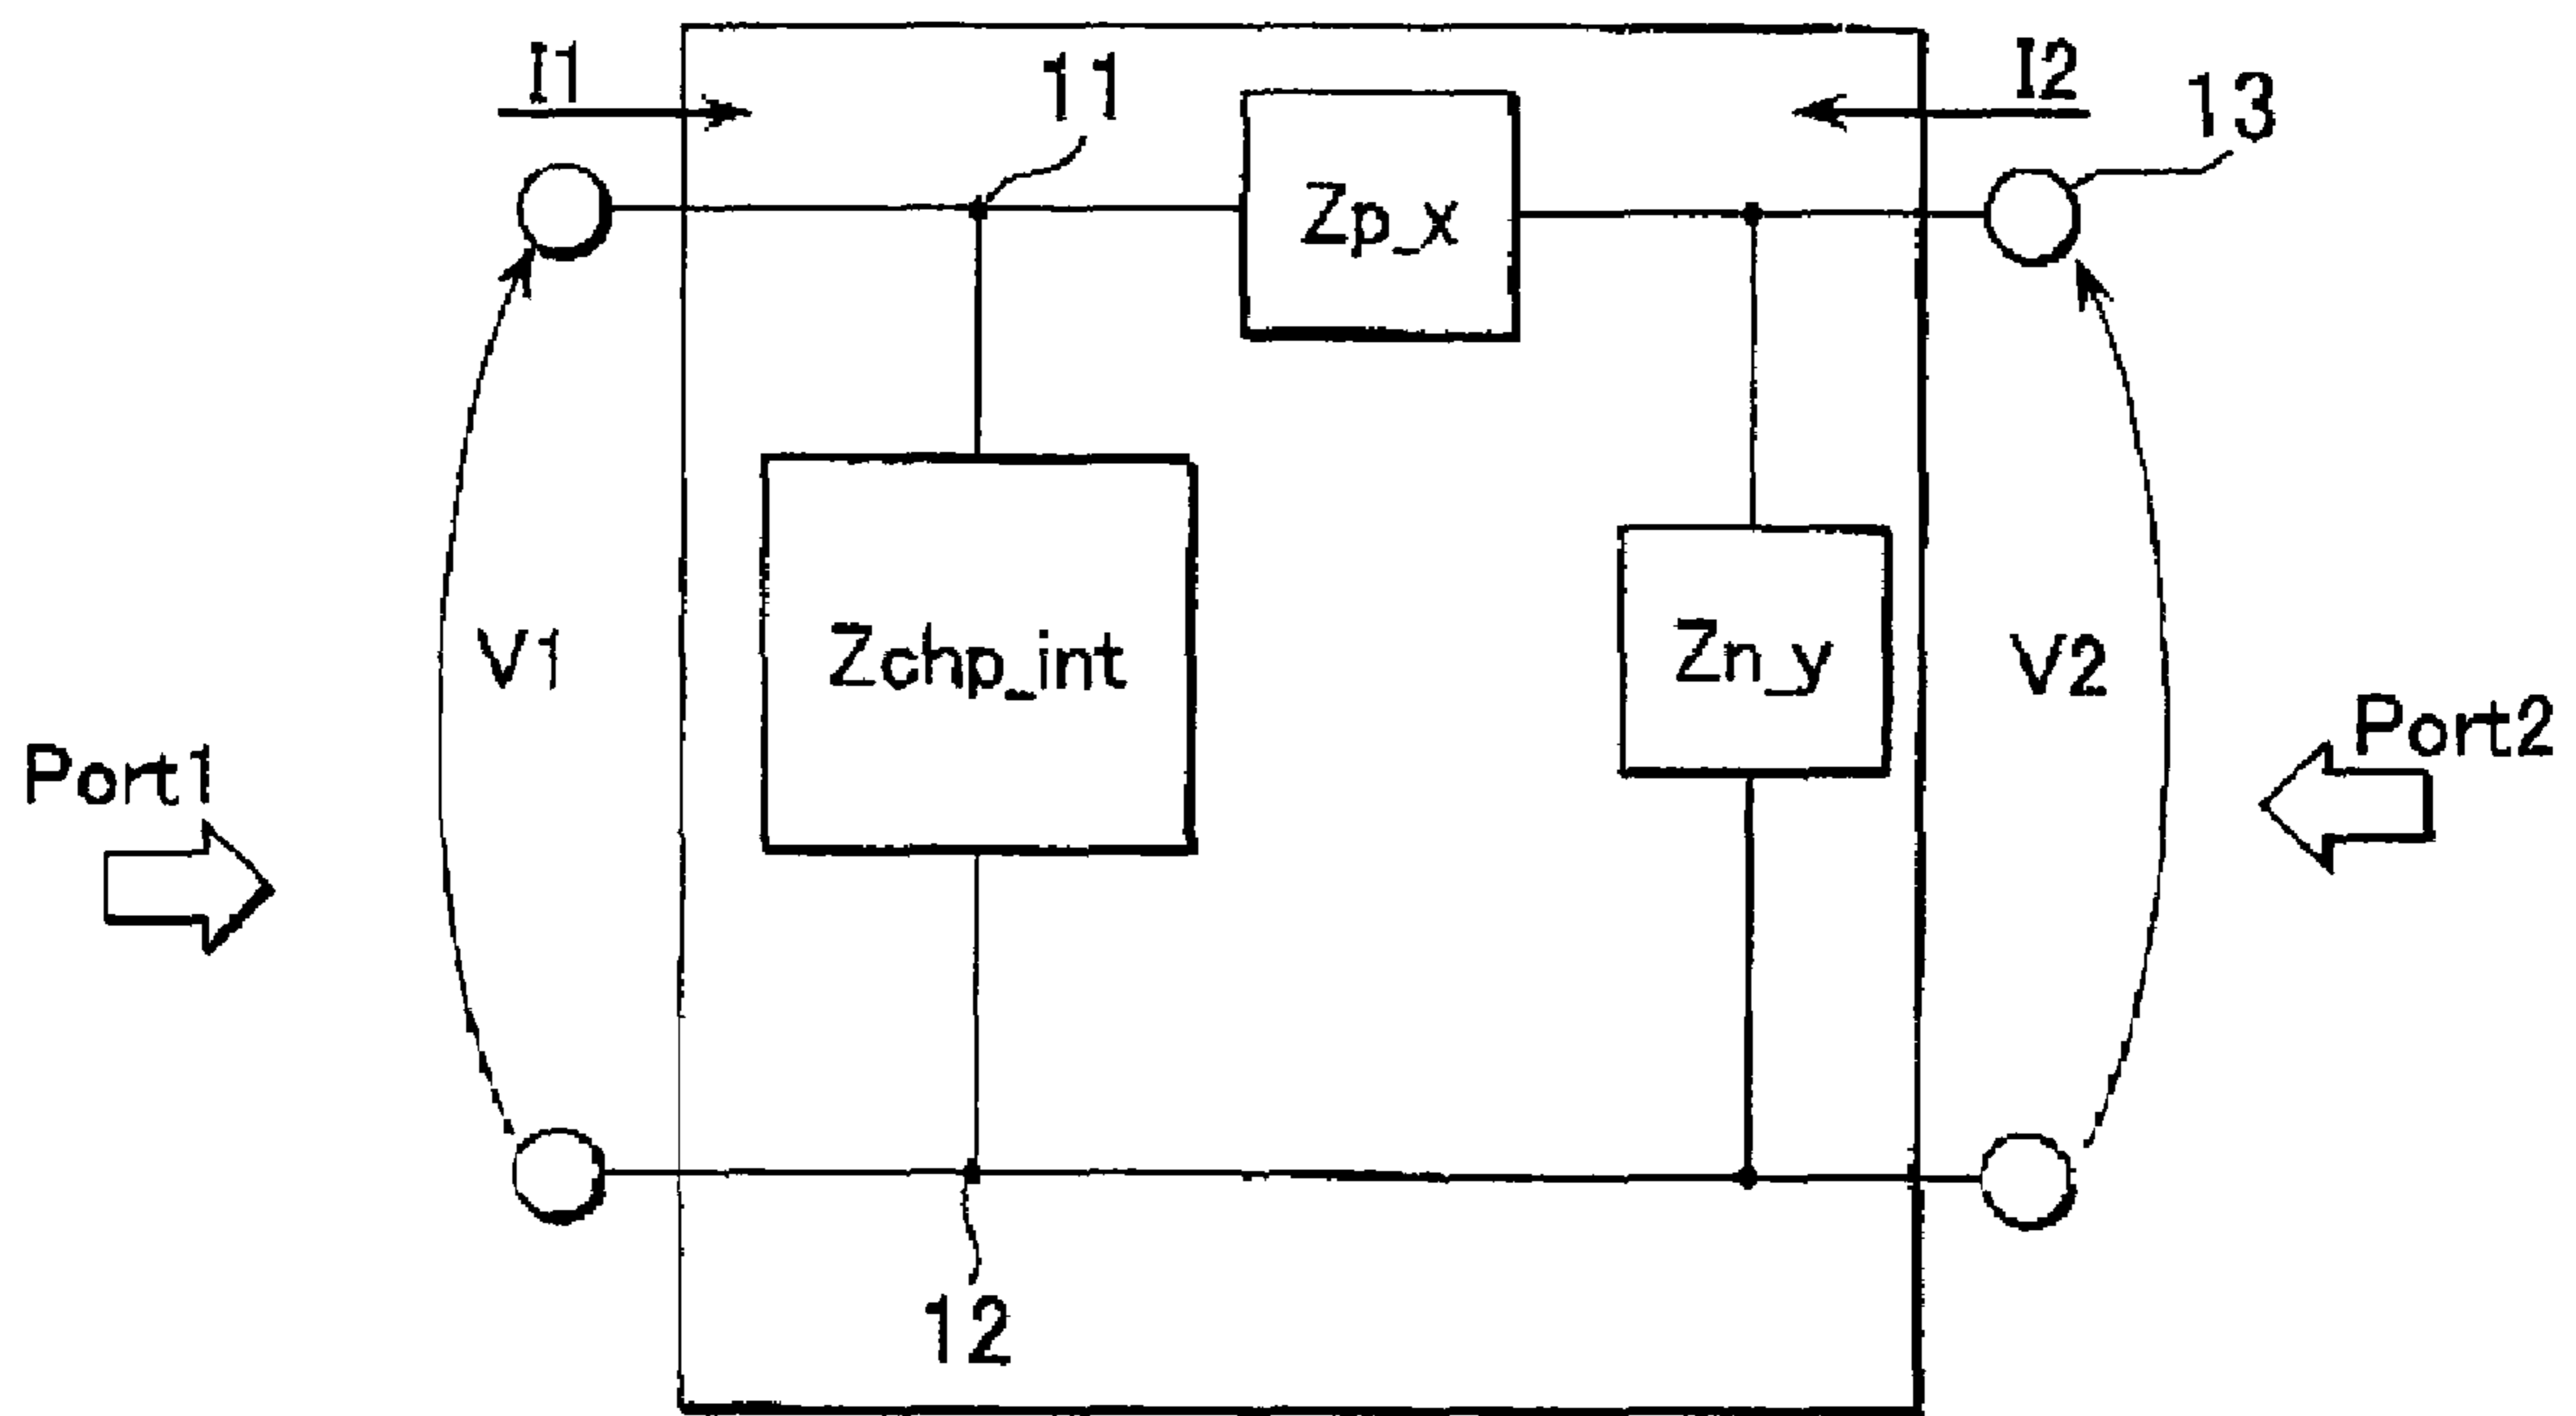 I1
11
I2
13
Zp_x
Zchp_int
Zn_y
V1
V2
Port1
Port2
12